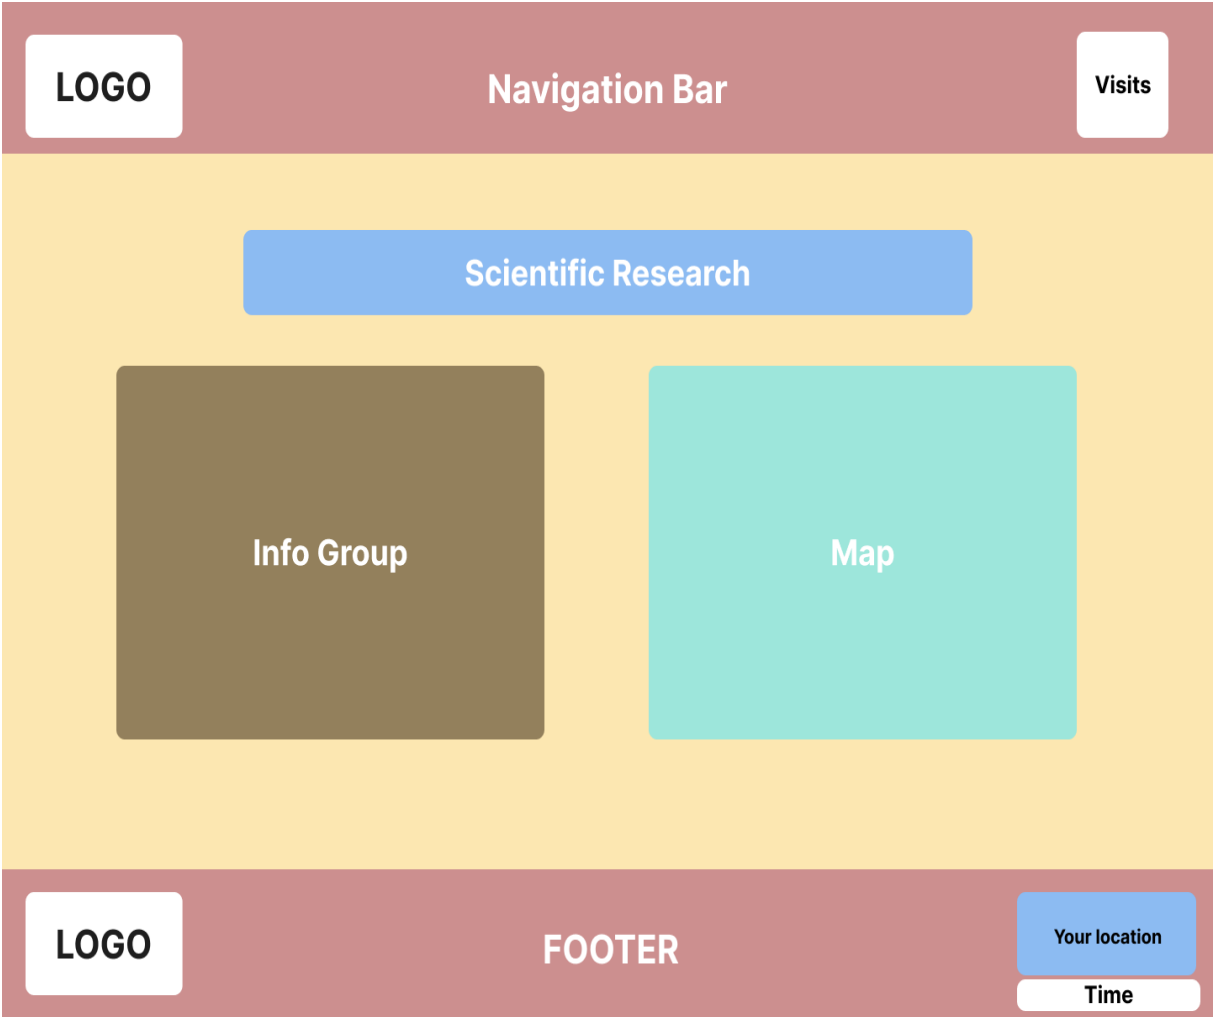 LOGO
Navigation Bar
Visits
Scientific Research
Info Group
Map
LOGO
FOOTER
Your location
Time